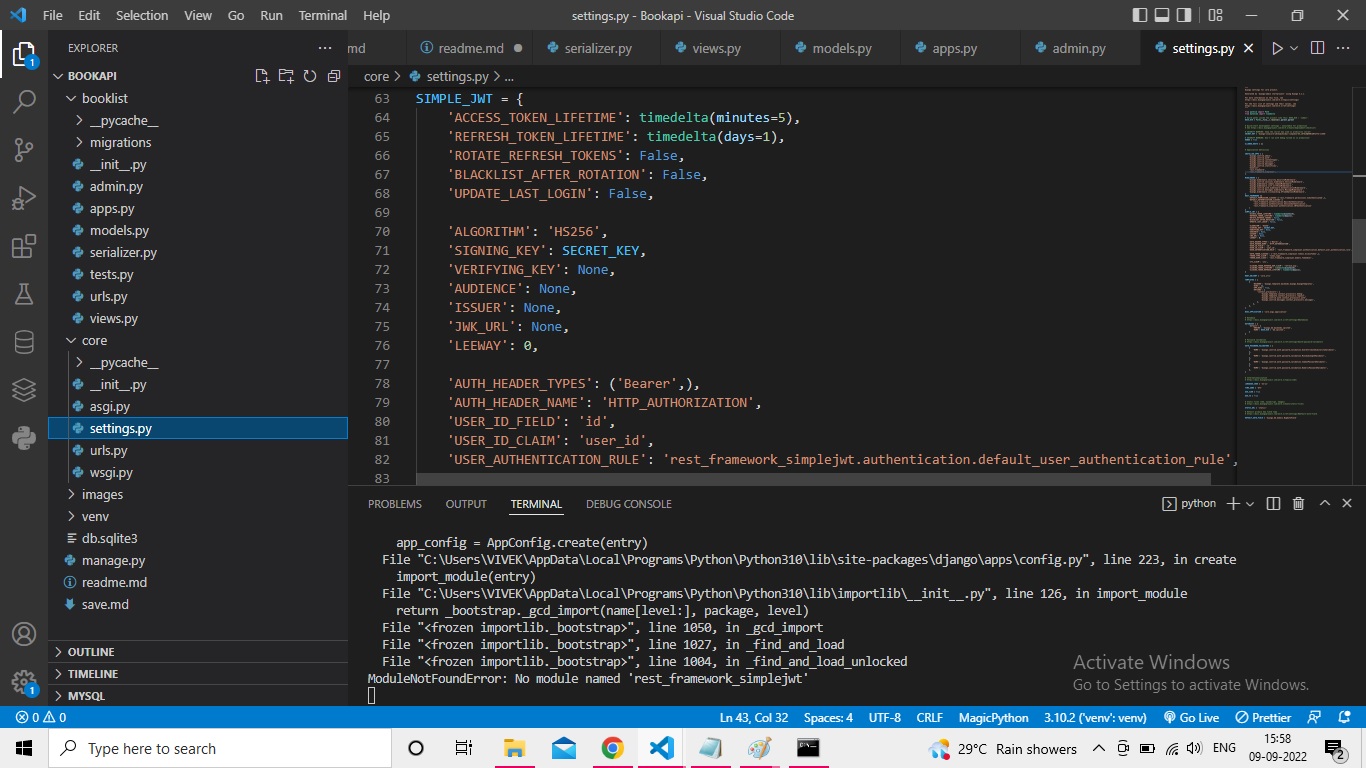 File Edit Selection View Go Run Terminal Help settings.py - Bookapi - Visual Studio Code
EXPLORER
md readme.md serializer.py views.py models.py apps.py admin.py settings.py
BOOKAPI
core > settings.py > ...
booklist
__pycache__
migrations
__init__.py
admin.py
apps.py
models.py
serializer.py
tests.py
urls.py
views.py
core
__pycache__
__init__.py
asgi.py
settings.py
urls.py
wsgi.py
images
venv
db.sqlite3
manage.py
readme.md
save.md
OUTLINE
TIMELINE
MYSQL
63 SIMPLE_JWT = {
64 'ACCESS_TOKEN_LIFETIME': timedelta(minutes=5),
65 'REFRESH_TOKEN_LIFETIME': timedelta(days=1),
66 'ROTATE_REFRESH_TOKENS': False,
67 'BLACKLIST_AFTER_ROTATION': False,
68 'UPDATE_LAST_LOGIN': False,
69
70 'ALGORITHM': 'HS256',
71 'SIGNING_KEY': SECRET_KEY,
72 'VERIFYING_KEY': None,
73 'AUDIENCE': None,
74 'ISSUER': None,
75 'JWK_URL': None,
76 'LEEWAY': 0,
77
78 'AUTH_HEADER_TYPES': ('Bearer',),
79 'AUTH_HEADER_NAME': 'HTTP_AUTHORIZATION',
80 'USER_ID_FIELD': 'id',
81 'USER_ID_CLAIM': 'user_id',
82 'USER_AUTHENTICATION_RULE': 'rest_framework_simplejwt.authentication.default_user_authentication_rule',
83
PROBLEMS OUTPUT TERMINAL DEBUG CONSOLE python
app_config = AppConfig.create(entry)
File "C:\Users\VIVEK\AppData\Local\Programs\Python\Python310\lib\site-packages\django\apps\config.py", line 223, in create
import_module(entry)
File "C:\Users\VIVEK\AppData\Local\Programs\Python\Python310\lib\importlib\__init__.py", line 126, in import_module
return _bootstrap._gcd_import(name[level:], package, level)
File "<frozen importlib._bootstrap>", line 1050, in _gcd_import
File "<frozen importlib._bootstrap>", line 1027, in _find_and_load
File "<frozen importlib._bootstrap>", line 1004, in _find_and_load_unlocked
ModuleNotFoundError: No module named 'rest_framework_simplejwt'
Activate Windows
Go to Settings to activate Windows.
0 0 Ln 43, Col 32 Spaces: 4 UTF-8 CRLF MagicPython 3.10.2 ('venv': venv) Go Live Prettier
Type here to search
29°C Rain showers ENG
15:58
09-09-2022
2
1
1